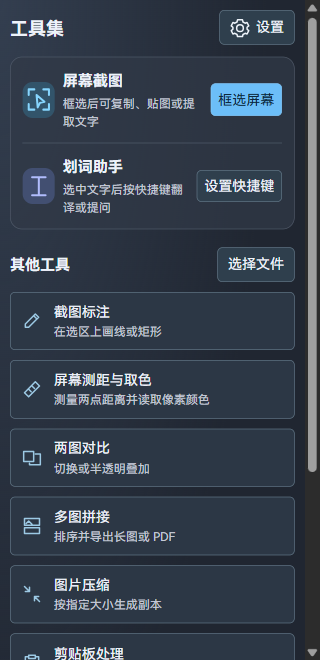 工具集
设置
屏幕截图
框选后可复制、贴图或提
取文字
框选屏幕
划词助手
选中文字后按快捷键翻
译或提问
设置快捷键
其他工具
选择文件
截图标注
在选区上画线或矩形
屏幕测距与取色
测量两点距离并读取像素颜色
两图对比
切换或半透明叠加
多图拼接
排序并导出长图或 PDF
图片压缩
按指定大小生成副本
剪贴板处理